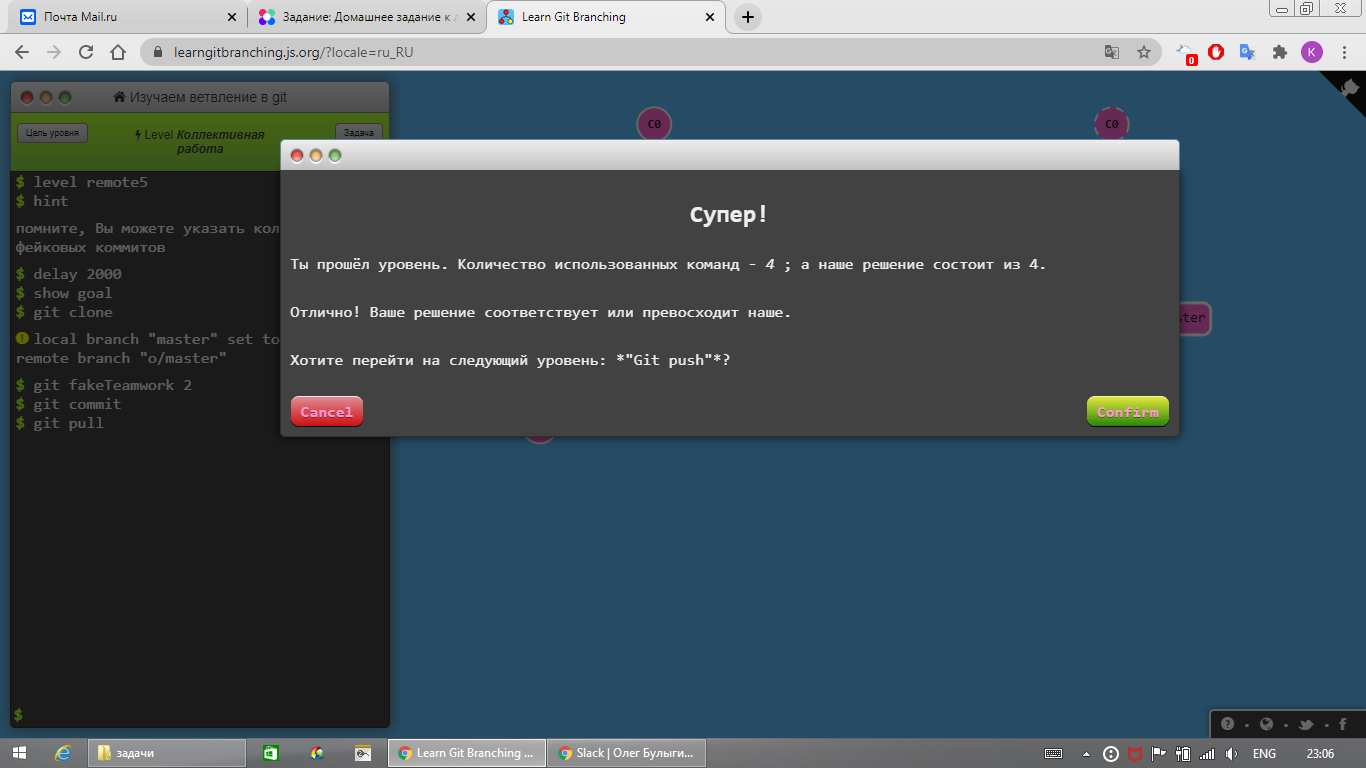 Почта Mail.ru
Задание: Домашнее задание к л
Learn Git Branching
learngitbranching.js.org/?locale=ru_RU
0
K
Изучаем ветвление в git
Цель уровня
Level Коллективная
работа
Задача
$ level remote5
$ hint
помните, Вы можете указать кол
фейковых коммитов
$ delay 2000
$ show goal
$ git clone
local branch "master" set to
remote branch "o/master"
$ git fakeTeamwork 2
$ git commit
$ git pull
$
C0
C0
ster
Супер!
Ты прошёл уровень. Количество использованных команд - 4 ; а наше решение состоит из 4.
Отлично! Ваше решение соответствует или превосходит наше.
Хотите перейти на следующий уровень: *"Git push"*?
Cancel
Confirm
задачи
Learn Git Branching ...
Slack | Олег Булыги...
ENG
23:06